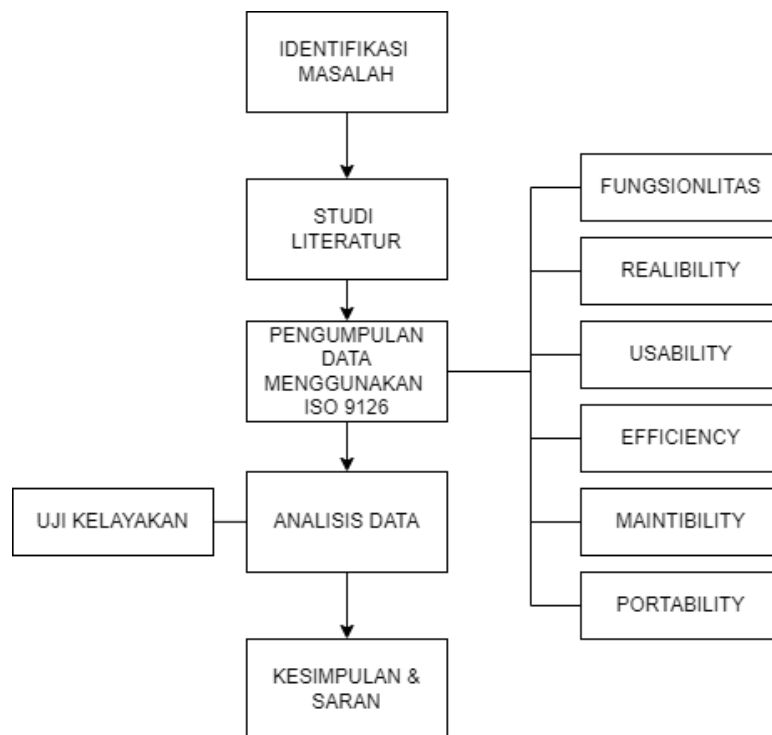 IDENTIFIKASI
MASALAH
STUDI
LITERATUR
PENGUMPULAN
DATA
MENGGUNAKAN
ISO 9126
FUNGSIONLITAS
REALIBILITY
USABILITY
EFFICIENCY
MAINTIBILITY
PORTABILITY
UJI KELAYAKAN
ANALISIS DATA
KESIMPULAN &
SARAN